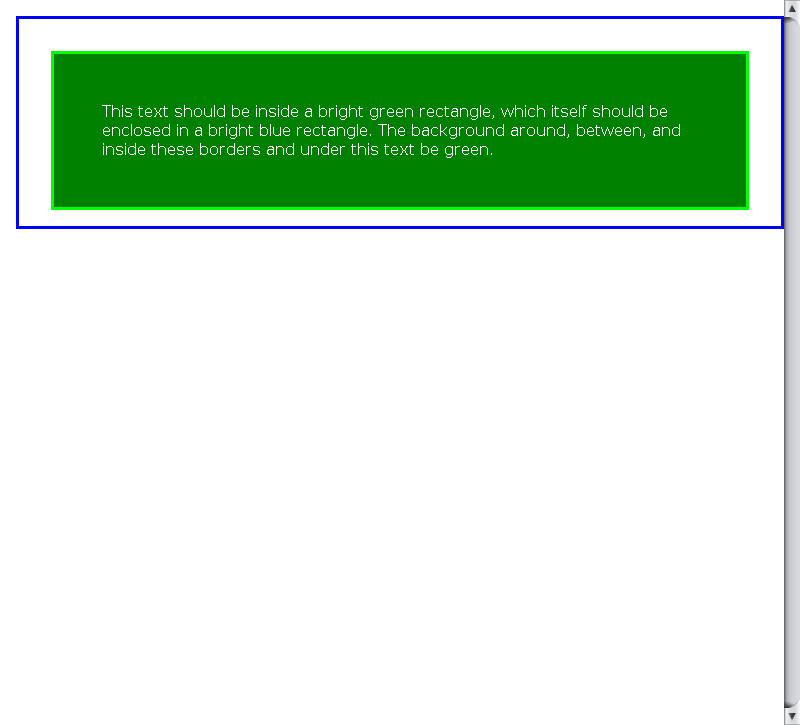 This text should be inside a bright green rectangle, which itself should be
enclosed in a bright blue rectangle. The background around, between, and
inside these borders and under this text be green.